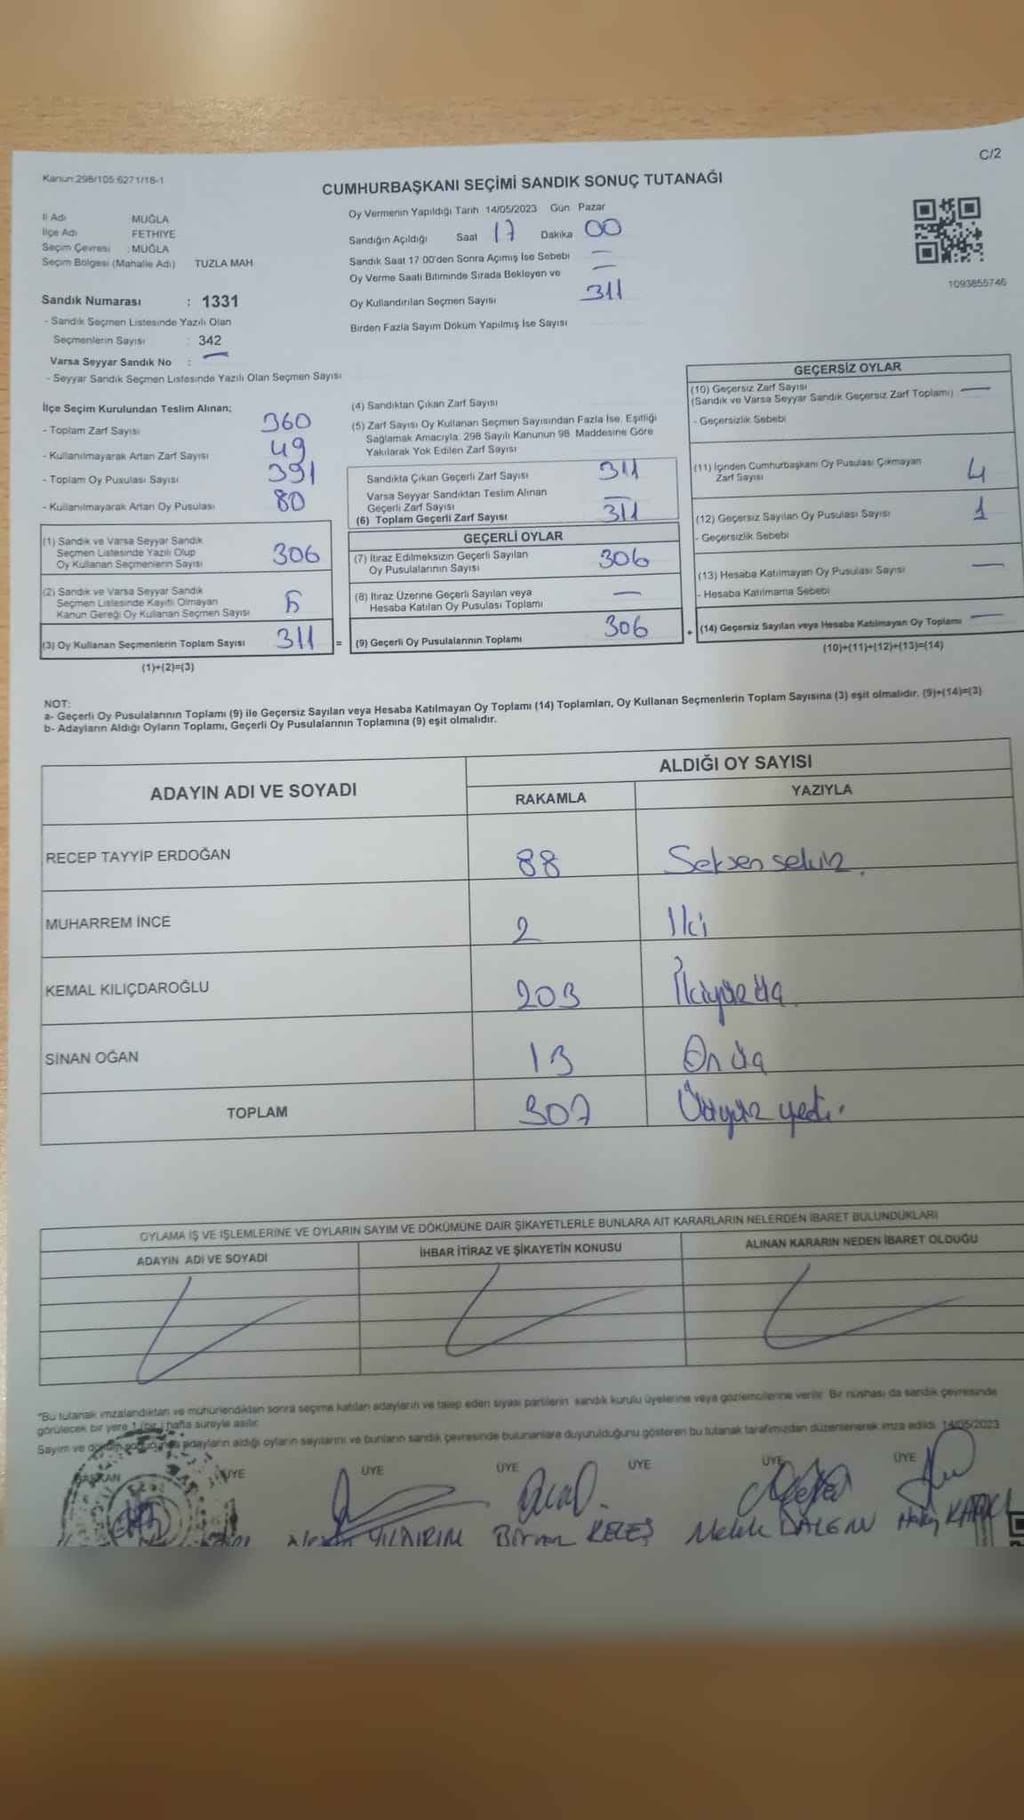 C/2
Kanun:298/105 6271/16-1
CUMHURBAŞKANI SEÇİMİ SANDIK SONUÇ TUTANAĞI
İl Adı MUĞLA
İlçe Adı FETHİYE
Seçim Çevresi : MUĞLA
Seçim Bölgesi (Mahalle Adı) TUZLA MAH
Sandık Numarası : 1331
- Sandık Seçmen Listesinde Yazılı Olan
Seçmenlerin Sayısı : 342
Varsa Seyyar Sandık No : —
- Seyyar Sandık Seçmen Listesinde Yazılı Olan Seçmen Sayısı
Oy Vermenin Yapıldığı Tarih 14/05/2023 Gün Pazar
Sandığın Açıldığı Saat 17 Dakika 00
Sandık Saat 17 00'den Sonra Açımış İse Sebebi —
Oy Verme Saati Bitiminde Sırada Bekleyen ve —
Oy Kullandırılan Seçmen Sayısı 311
Birden Fazla Sayım Döküm Yapılmış İse Sayısı
1093855746
İlçe Seçim Kurulundan Teslim Alınan;
- Toplam Zarf Sayısı 360
- Kullanılmayarak Artan Zarf Sayısı 49
- Toplam Oy Pusulası Sayısı 391
- Kullanılmayarak Artan Oy Pusulası 80
(1) Sandık ve Varsa Seyyar Sandık
Seçmen Listesinde Yazılı Olup
Oy Kullanan Seçmenlerin Sayısı 306
(2) Sandık ve Varsa Seyyar Sandık
Seçmen Listesinde Kayıtlı Olmayan
Kanun Gereği Oy Kullanan Seçmen Sayısı 5
(3) Oy Kullanan Seçmenlerin Toplam Sayısı 311 =
(1)+(2)=(3)
(4) Sandıktan Çıkan Zarf Sayısı
(5) Zarf Sayısı Oy Kullanan Seçmen Sayısından Fazla İse, Eşitliği
Sağlamak Amacıyla, 298 Sayılı Kanunun 98. Maddesine Göre
Yakılarak Yok Edilen Zarf Sayısı
Sandıkta Çıkan Geçerli Zarf Sayısı 311
Varsa Seyyar Sandıktan Teslim Alınan
Geçerli Zarf Sayısı —
(6) Toplam Geçerli Zarf Sayısı 311
GEÇERLİ OYLAR
(7) İtiraz Edilmeksizin Geçerli Sayılan
Oy Pusulalarının Sayısı 306
(8) İtiraz Üzerine Geçerli Sayılan veya
Hesaba Katılan Oy Pusulası Toplamı —
(9) Geçerli Oy Pusulalarının Toplamı 306 +
GEÇERSİZ OYLAR
(10) Geçersiz Zarf Sayısı —
(Sandık ve Varsa Seyyar Sandık Geçersiz Zarf Toplamı)
- Geçersizlik Sebebi
(11) İçinden Cumhurbaşkanı Oy Pusulası Çıkmayan
Zarf Sayısı 4
(12) Geçersiz Sayılan Oy Pusulası Sayısı 1
- Geçersizlik Sebebi
(13) Hesaba Katılmayan Oy Pusulası Sayısı —
- Hesaba Katılmama Sebebi
(14) Geçersiz Sayılan veya Hesaba Katılmayan Oy Toplamı —
(10)+(11)+(12)+(13)=(14)
NOT:
a- Geçerli Oy Pusulalarının Toplamı (9) ile Geçersiz Sayılan veya Hesaba Katılmayan Oy Toplamı (14) Toplamları, Oy Kullanan Seçmenlerin Toplam Sayısına (3) eşit olmalıdır. (9)+(14)=(3)
b- Adayların Aldığı Oyların Toplamı, Geçerli Oy Pusulalarının Toplamına (9) eşit olmalıdır.
ADAYIN ADI VE SOYADI ALDIĞI OY SAYISI
RAKAMLA YAZIYLA
RECEP TAYYİP ERDOĞAN 88 Seksen sekiz
MUHARREM İNCE 2 İki
KEMAL KILIÇDAROĞLU 203 İkiyüz üç
SİNAN OĞAN 13 On üç
TOPLAM 307 Üçyüz yedi
OYLAMA İŞ VE İŞLEMLERİNE VE OYLARIN SAYIM VE DÖKÜMÜNE DAİR ŞİKAYETLERLE BUNLARA AİT KARARLARIN NELERDEN İBARET BULUNDUKLARI
ADAYIN ADI VE SOYADI İHBAR İTİRAZ VE ŞİKAYETİN KONUSU ALINAN KARARIN NEDEN İBARET OLDUĞU
"Bu tutanak imzalandıktan ve mühürlendikten sonra seçime katılan adayların ve talep eden siyasi partilerin sandık kurulu üyelerine veya gözlemcilerine verilir. Bir nüshası da sandık çevresinde
görülecek bir yere 1 (bir) hafta süreyle asılır.
Sayım ve adayların aldığı oyların sayılarını ve bunların sandık çevresinde bulunanlara duyurulduğunu gösteren bu tutanak tarafımızdan düzenlenerek imza edildi. 14/05/2023
BAŞKAN ÜYE ÜYE ÜYE ÜYE ÜYE ÜYE
YILDIRIM KELEŞ